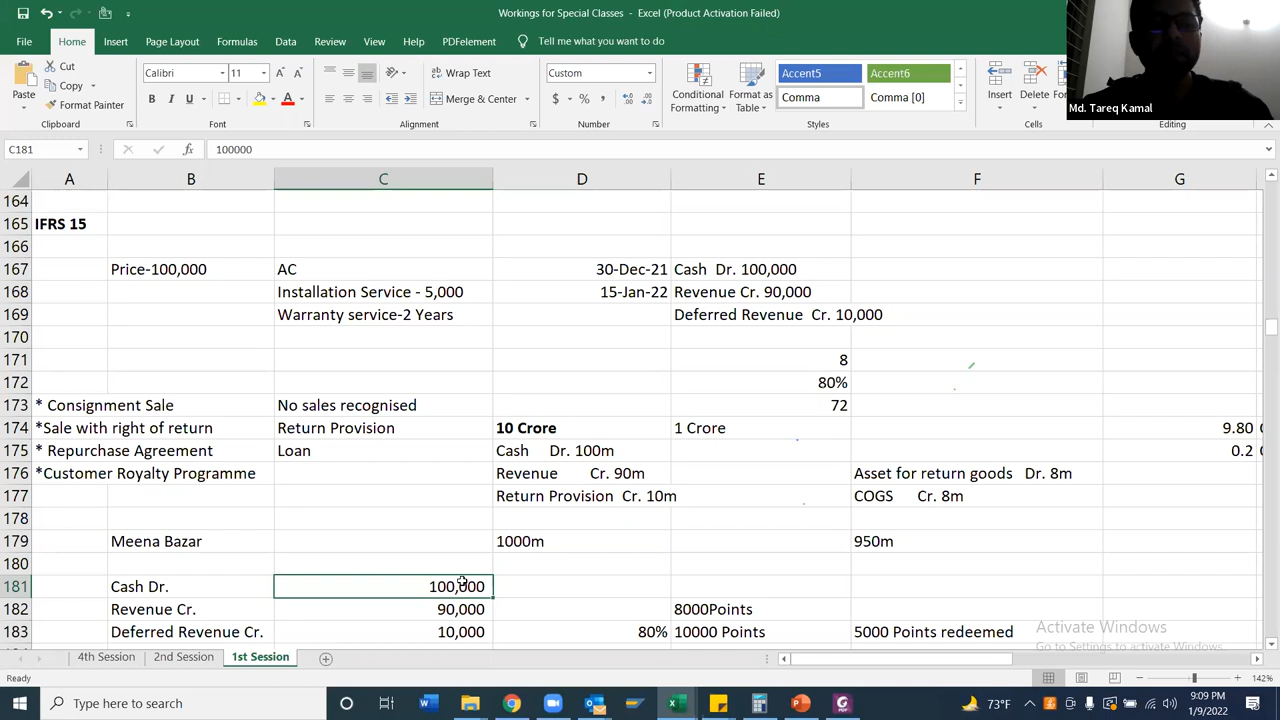 Workings for Special Classes - Excel (Product Activation Failed)
File Home Insert Page Layout Formulas Data Review View Help PDFelement Tell me what you want to do
Paste
Cut
Copy
Format Painter
Clipboard
Calibri 11
B I U
Font
Wrap Text
Merge & Center
Alignment
Custom
$ % ,
Number
Conditional Formatting
Format as Table
Accent5 Accent6
Comma Comma [0]
Styles
Insert Delete
Cells
Editing
Md. Tareq Kamal
C181 fx 100000
A B C D E F G
164
165 IFRS 15
166
167 Price-100,000 AC 30-Dec-21 Cash Dr. 100,000
168 Installation Service - 5,000 15-Jan-22 Revenue Cr. 90,000
169 Warranty service-2 Years Deferred Revenue Cr. 10,000
170
171 8
172 80%
173 * Consignment Sale No sales recognised 72
174 *Sale with right of return Return Provision 10 Crore 1 Crore 9.80
175 * Repurchase Agreement Loan Cash Dr. 100m 0.2
176 *Customer Royalty Programme Revenue Cr. 90m Asset for return goods Dr. 8m
177 Return Provision Cr. 10m COGS Cr. 8m
178
179 Meena Bazar 1000m 950m
180
181 Cash Dr. 100,000
182 Revenue Cr. 90,000 8000Points
183 Deferred Revenue Cr. 10,000 80% 10000 Points 5000 Points redeemed
Activate Windows
Go to Settings to activate Windows.
4th Session 2nd Session 1st Session
Ready 142%
Type here to search
73°F
9:09 PM
1/9/2022